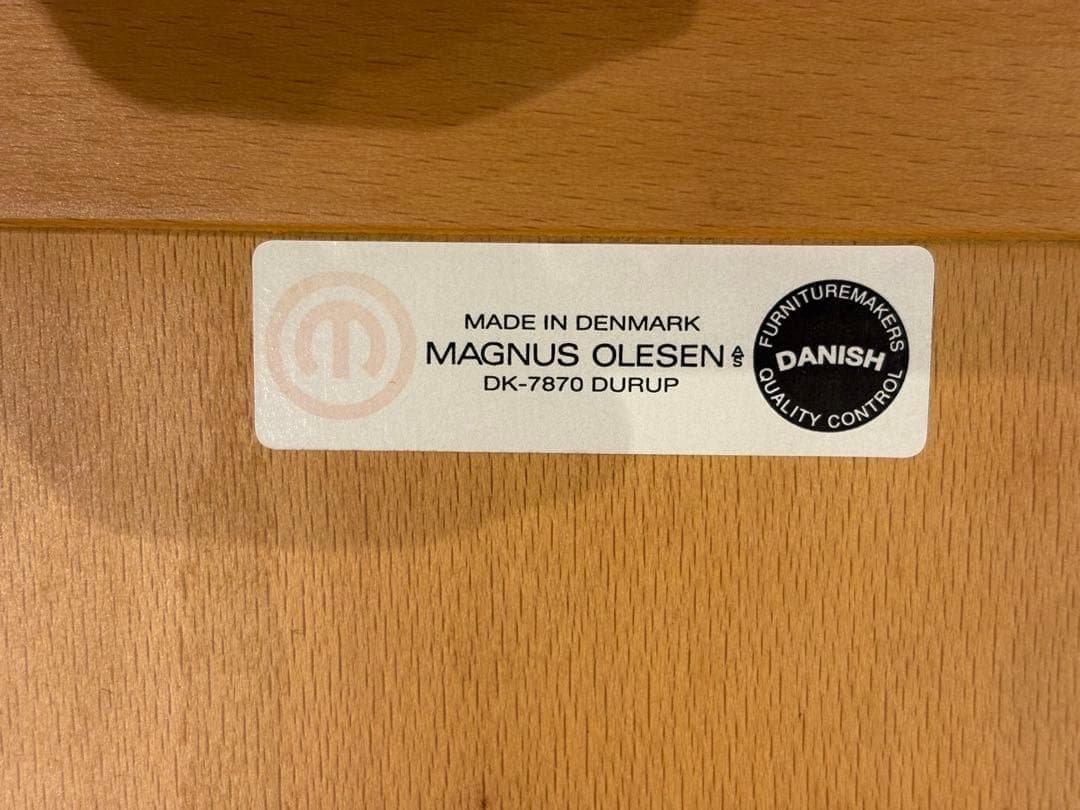 MADE IN DENMARK
MAGNUS OLESEN A/S
DK-7870 DURUP
FURNITUREMAKERS
DANISH
QUALITY CONTROL